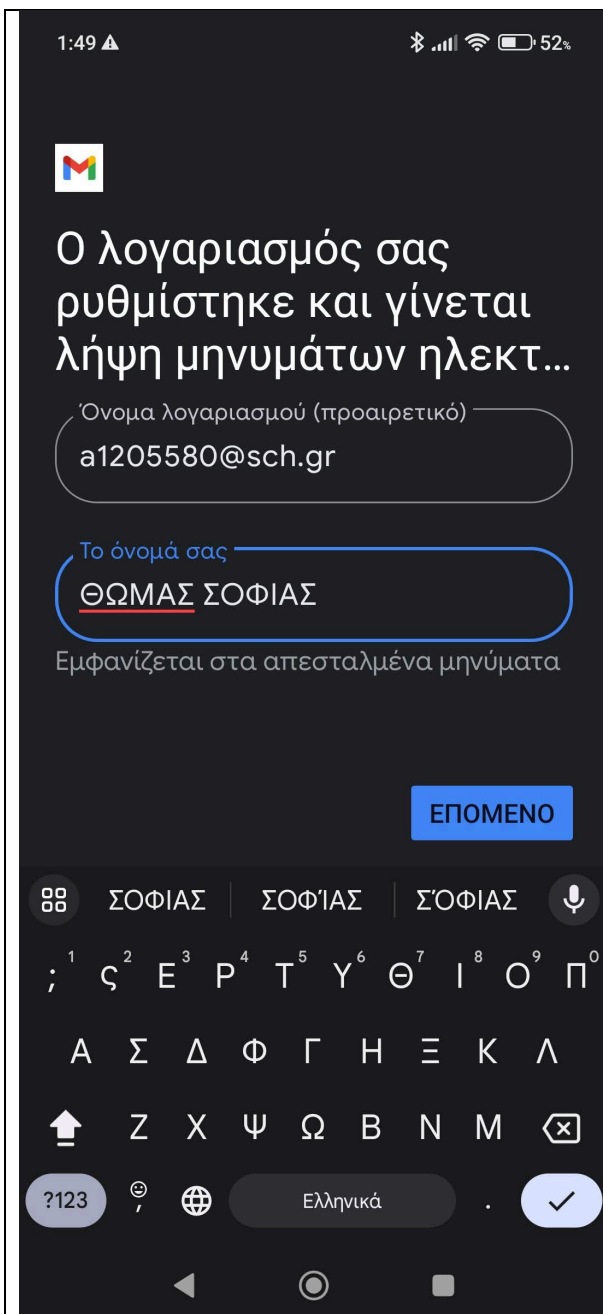 1:49
52%
Ο λογαριασμός σας
ρυθμίστηκε και γίνεται
λήψη μηνυμάτων ηλεκτ...
Όνομα λογαριασμού (προαιρετικό)
a1205580@sch.gr
Το όνομά σας
ΘΩΜΑΣ ΣΟΦΙΑΣ
Εμφανίζεται στα απεσταλμένα μηνύματα
ΕΠΟΜΕΝΟ
ΣΟΦΙΑΣ ΣΟΦΊΑΣ ΣΌΦΙΑΣ
; 1 ς 2 Ε 3 Ρ 4 Τ 5 Υ 6 Θ 7 Ι 8 Ο 9 Π 0
Α Σ Δ Φ Γ Η Ξ Κ Λ
Ζ Χ Ψ Ω Β Ν Μ
?123 , Ελληνικά .